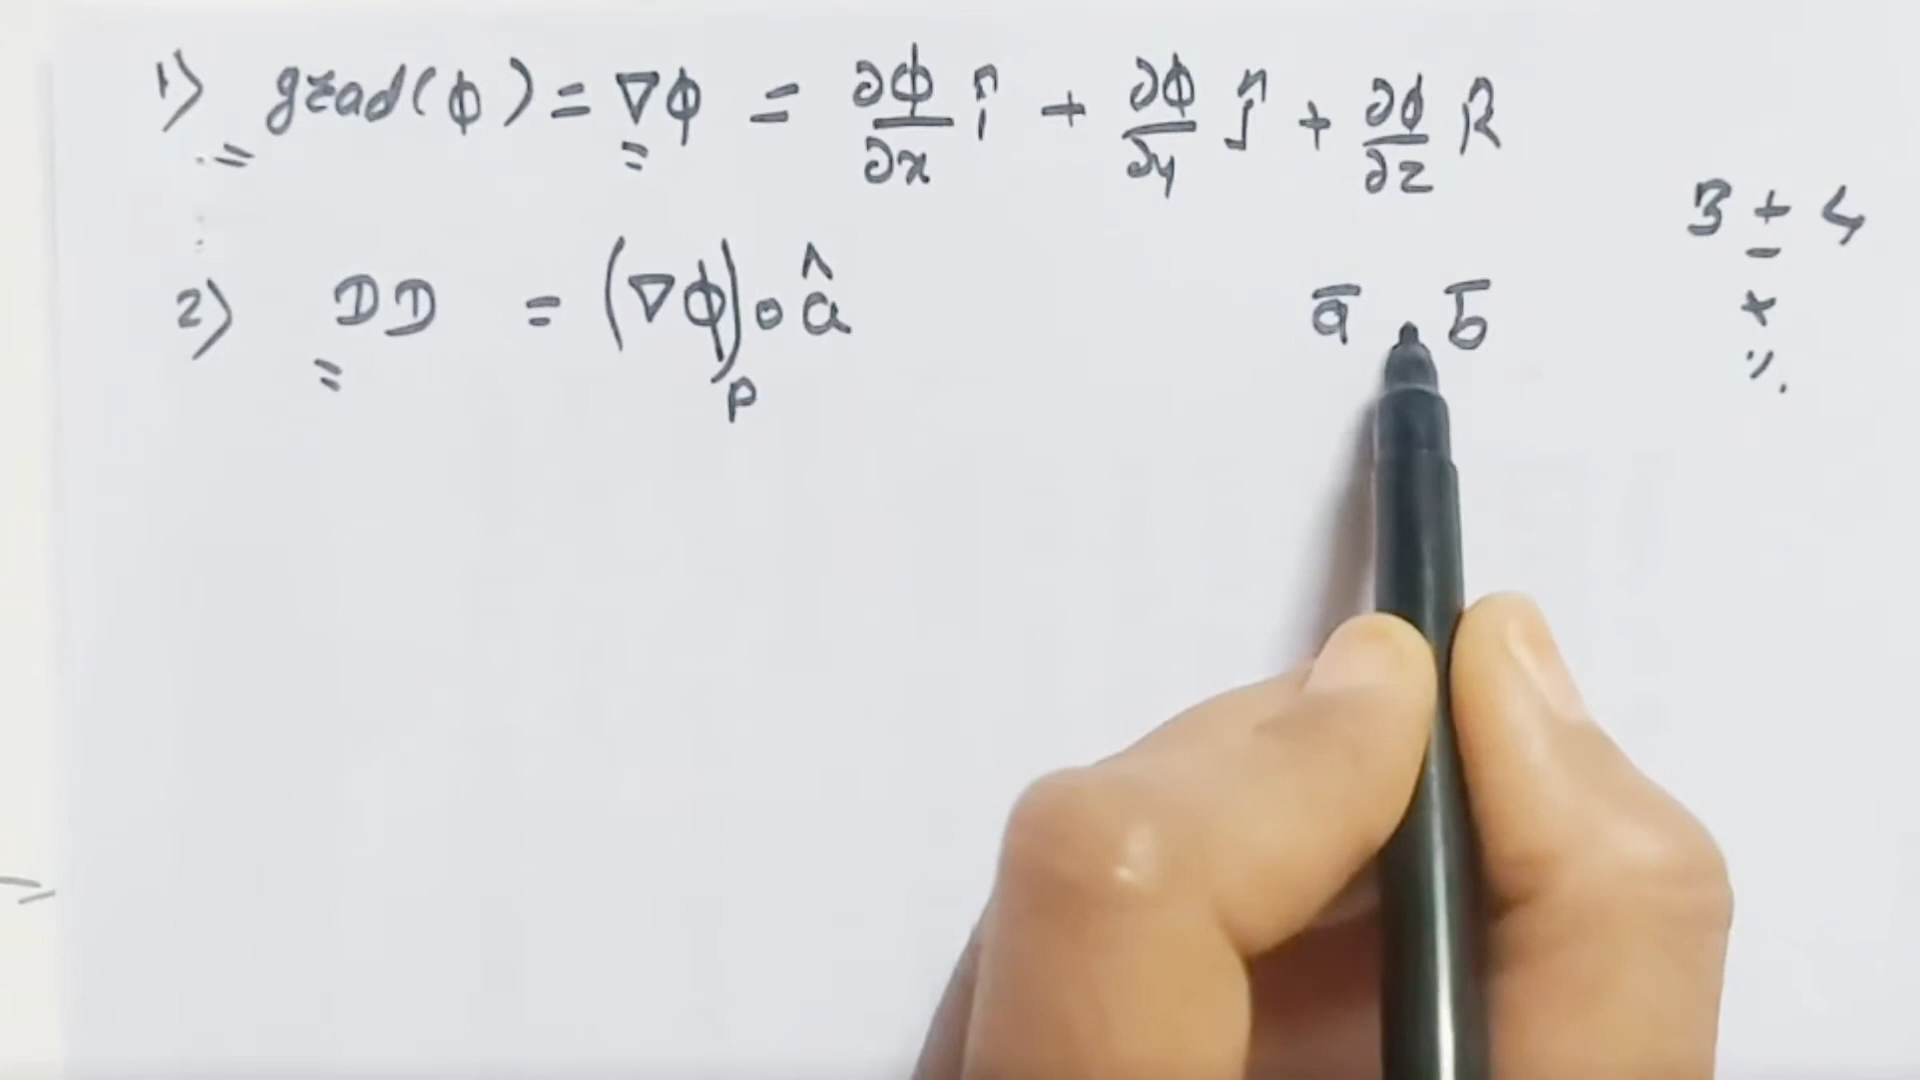 1) grad(ϕ) = ∇ϕ = ∂ϕ/∂x î + ∂ϕ/∂y ĵ + ∂ϕ/∂z k̂
3 + 4
-
*
%
2) DD = (∇ϕ)ₚ ∘ â
ā · b̄